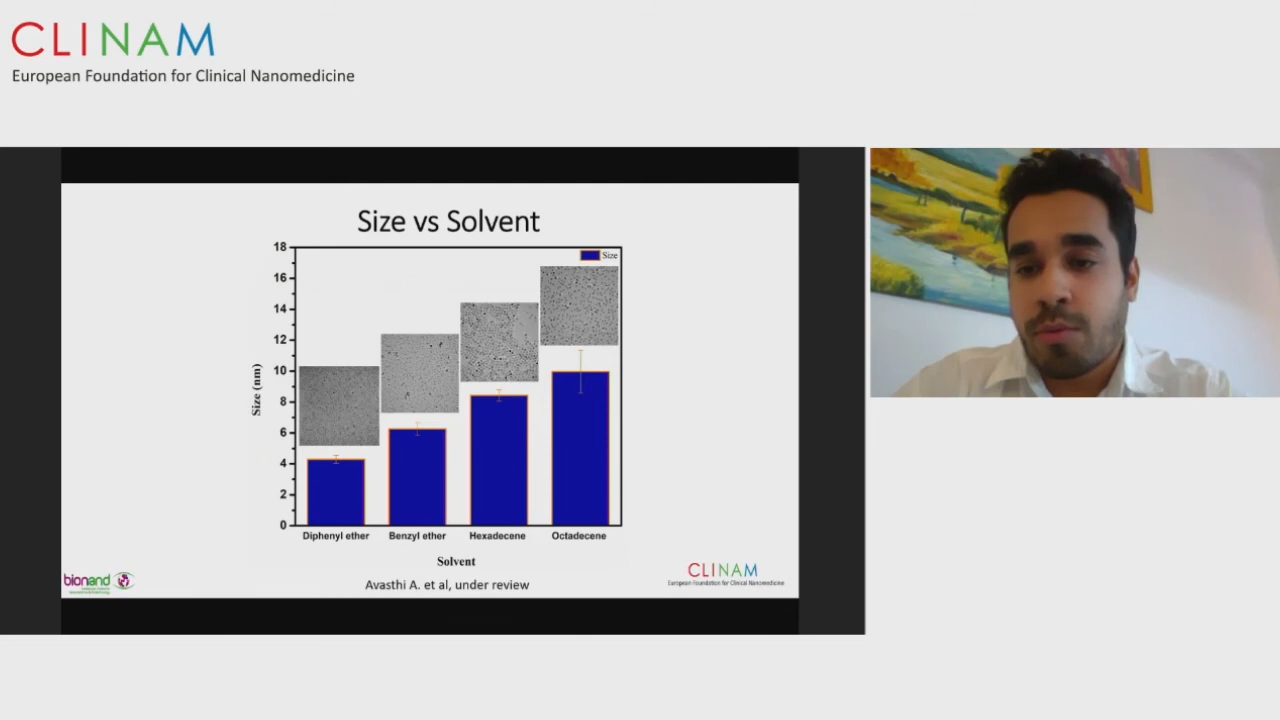 CLINAM
European Foundation for Clinical Nanomedicine
Size vs Solvent
Size
18
16
14
12
10
8
6
4
2
0
Size (nm)
Diphenyl ether Benzyl ether Hexadecene Octadecene
Solvent
Avasthi A. et al, under review
bionand
CLINAM
European Foundation for Clinical Nanomedicine